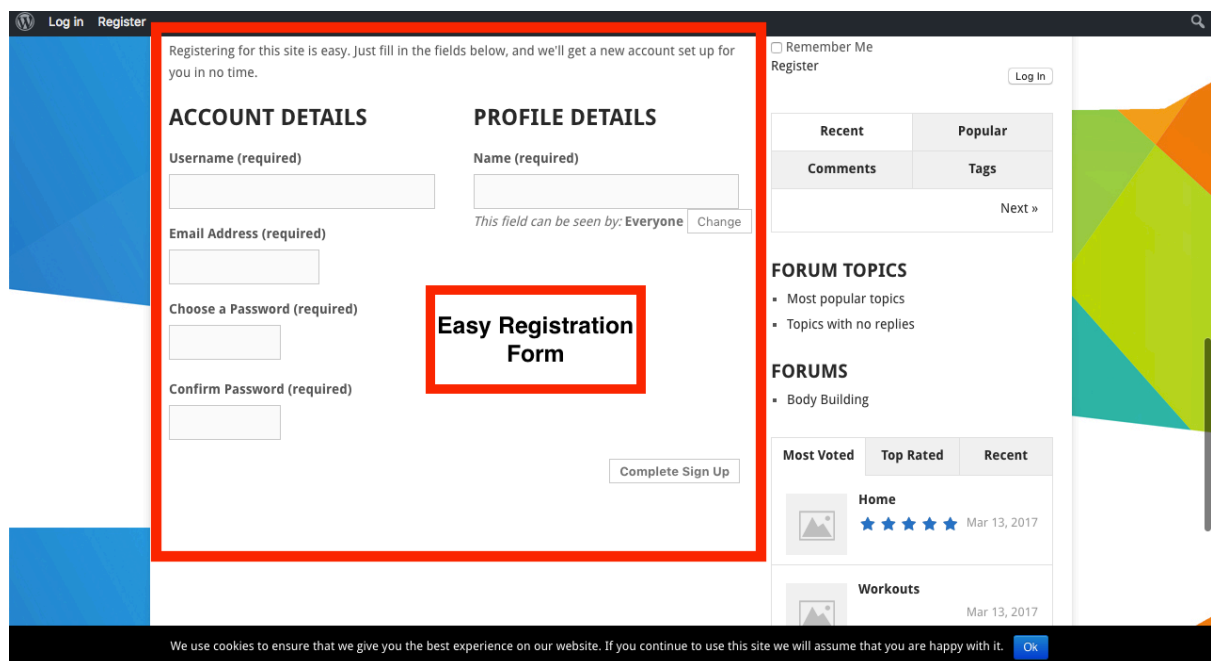 Log in Register
Registering for this site is easy. Just fill in the fields below, and we'll get a new account set up for
you in no time.
ACCOUNT DETAILS
Username (required)
Email Address (required)
Choose a Password (required)
Confirm Password (required)
PROFILE DETAILS
Name (required)
This field can be seen by: Everyone Change
Easy Registration
Form
Complete Sign Up
Remember Me
Register
Log In
Recent Popular
Comments Tags
Next »
FORUM TOPICS
Most popular topics
Topics with no replies
FORUMS
Body Building
Most Voted Top Rated Recent
Home
Mar 13, 2017
Workouts
Mar 13, 2017
We use cookies to ensure that we give you the best experience on our website. If you continue to use this site we will assume that you are happy with it. Ok